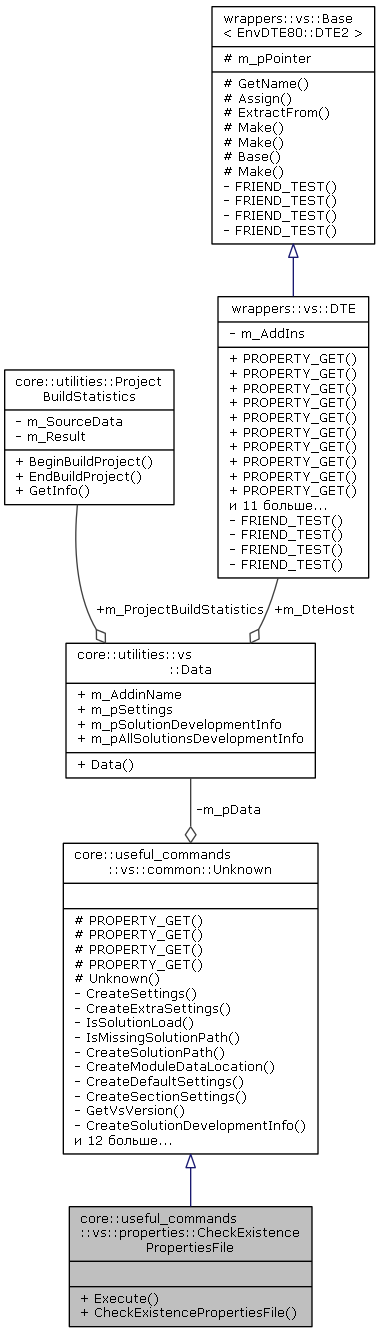 wrappers::vs::Base
< EnvDTE80::DTE2 >
# m_pPointer
# GetName()
# Assign()
# ExtractFrom()
# Make()
# Make()
# Base()
# Make()
- FRIEND_TEST()
- FRIEND_TEST()
- FRIEND_TEST()
- FRIEND_TEST()
wrappers::vs::DTE
- m_AddIns
+ PROPERTY_GET()
+ PROPERTY_GET()
+ PROPERTY_GET()
+ PROPERTY_GET()
+ PROPERTY_GET()
+ PROPERTY_GET()
+ PROPERTY_GET()
+ PROPERTY_GET()
+ PROPERTY_GET()
+ PROPERTY_GET()
и 11 больше...
- FRIEND_TEST()
- FRIEND_TEST()
- FRIEND_TEST()
- FRIEND_TEST()
core::utilities::Project
BuildStatistics
- m_SourceData
- m_Result
+ BeginBuildProject()
+ EndBuildProject()
+ GetInfo()
+m_ProjectBuildStatistics
+m_DteHost
core::utilities::vs
::Data
+ m_AddinName
+ m_pSettings
+ m_pSolutionDevelopmentInfo
+ m_pAllSolutionsDevelopmentInfo
+ Data()
-m_pData
core::useful_commands
::vs::common::Unknown
# PROPERTY_GET()
# PROPERTY_GET()
# PROPERTY_GET()
# PROPERTY_GET()
# Unknown()
- CreateSettings()
- CreateExtraSettings()
- IsSolutionLoad()
- IsMissingSolutionPath()
- CreateSolutionPath()
- CreateModuleDataLocation()
- CreateDefaultSettings()
- CreateSectionSettings()
- GetVsVersion()
- CreateSolutionDevelopmentInfo()
и 12 больше...
core::useful_commands
::vs::properties::CheckExistence
PropertiesFile
+ Execute()
+ CheckExistencePropertiesFile()